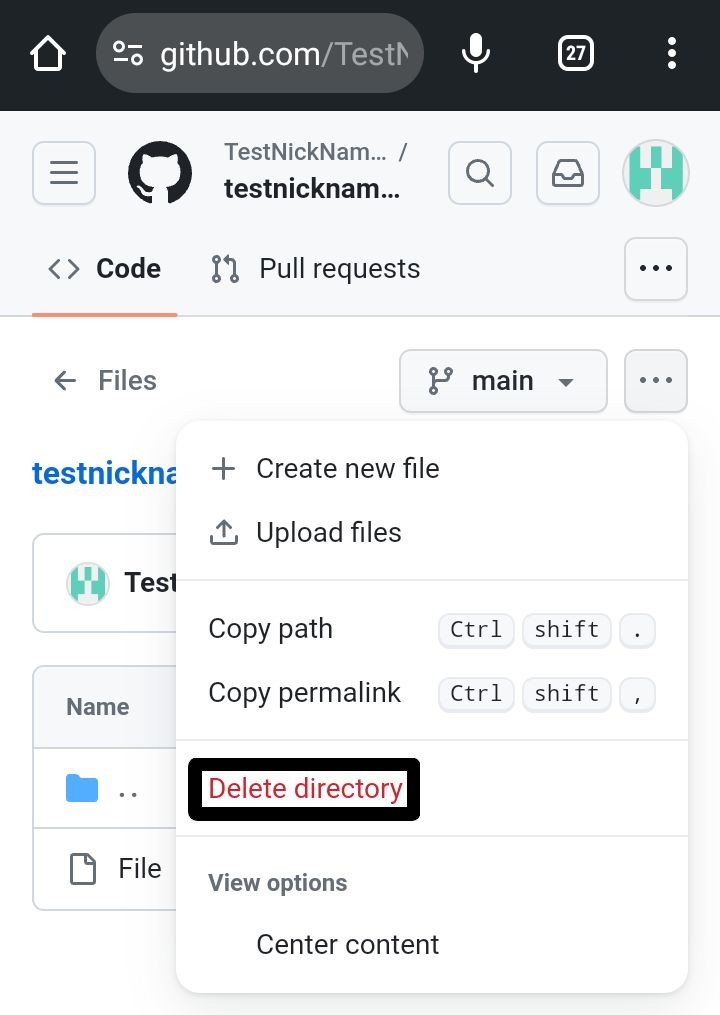 github.com/TestN
27
TestNickNam... /
testnicknam...
Code
Pull requests
Files
main
Create new file
testnickna
Upload files
Test
Copy path Ctrl shift .
Copy permalink Ctrl shift ,
Name
Delete directory
..
File
View options
Center content